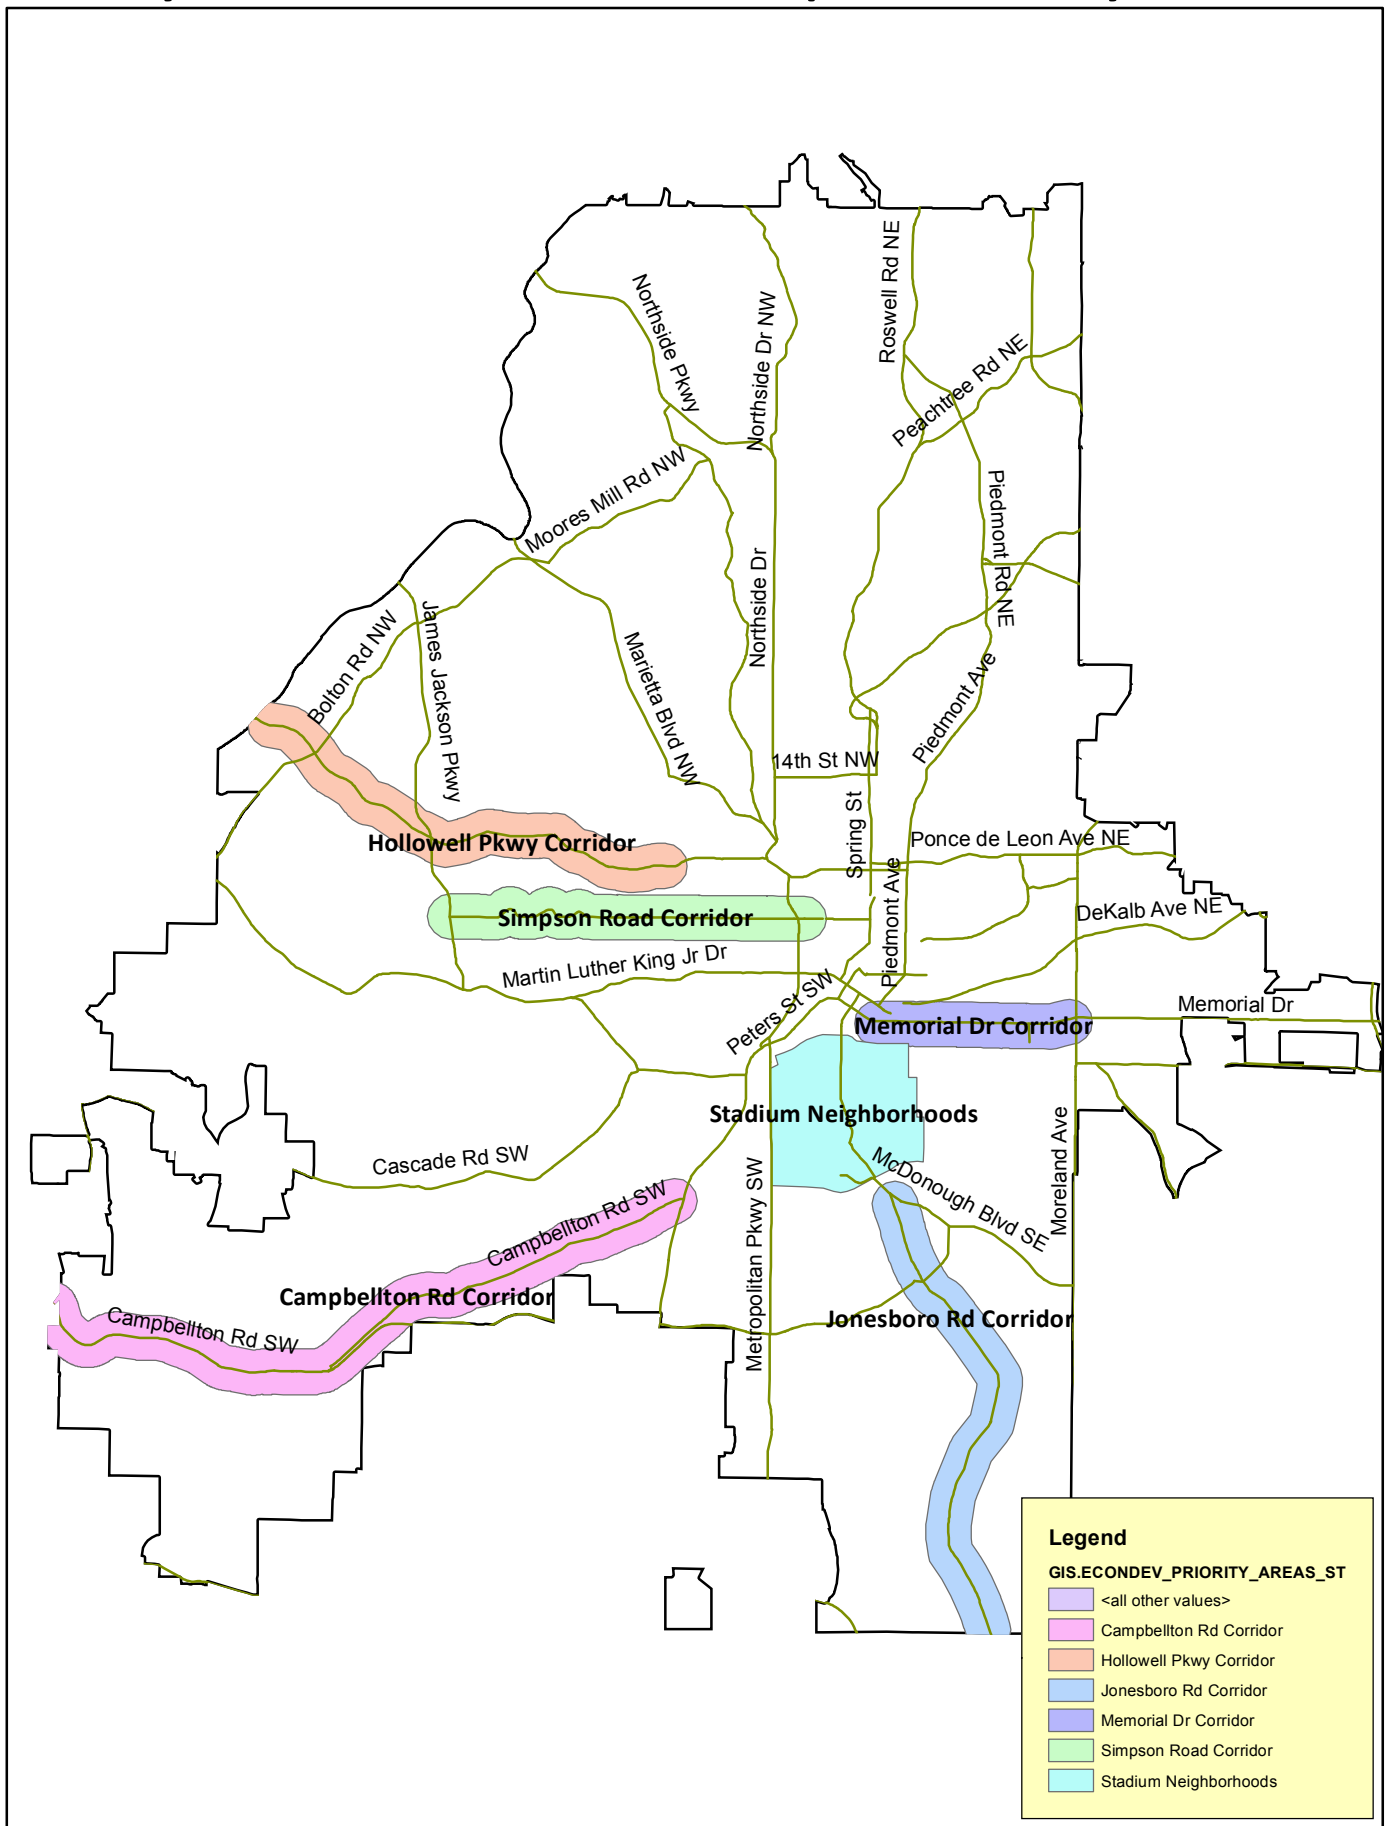 Roswell Rd NE
Northside Pkwy
Northside Dr NW
Peachtree Rd NE
Moores Mill Rd NW
Piedmont Rd NE
Northside Dr
James Jackson Pkwy
Bolton Rd NW
Marietta Blvd NW
Piedmont Ave
14th St NW
Spring St
Ponce de Leon Ave NE
Hollowell Pkwy Corridor
Piedmont Ave
DeKalb Ave NE
Simpson Road Corridor
Martin Luther King Jr Dr
Peters St SW
Memorial Dr
Memorial Dr Corridor
Stadium Neighborhoods
Moreland Ave
Cascade Rd SW
McDonough Blvd SE
Metropolitan Pkwy SW
Campbellton Rd SW
Campbellton Rd Corridor
Jonesboro Rd Corridor
Campbellton Rd SW
Legend
GIS.ECONDEV_PRIORITY_AREAS_ST
<all other values>
Campbellton Rd Corridor
Hollowell Pkwy Corridor
Jonesboro Rd Corridor
Memorial Dr Corridor
Simpson Road Corridor
Stadium Neighborhoods